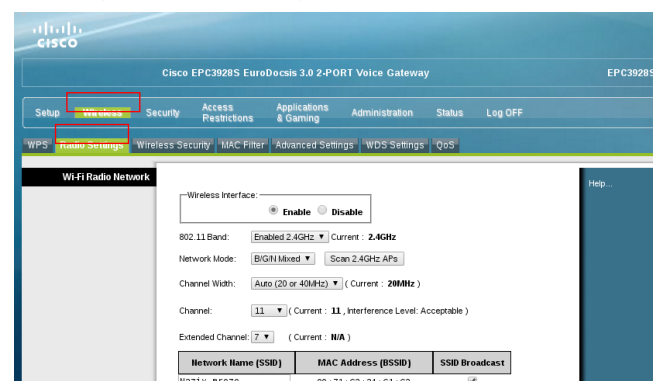 CISCO
Cisco EPC3928S EuroDocsis 3.0 2-PORT Voice Gateway EPC3928S
Setup Wireless Security Access Restrictions Applications & Gaming Administration Status Log OFF
WPS Radio Settings Wireless Security MAC Filter Advanced Settings WDS Settings QoS
Wi-Fi Radio Network
Help...
Wireless Interface:
Enable Disable
802.11 Band: Enabled 2.4GHz Current : 2.4GHz
Network Mode: B/G/N Mixed Scan 2.4GHz APs
Channel Width: Auto (20 or 40MHz) ( Current : 20MHz )
Channel: 11 ( Current : 11 , Interference Level: Acceptable )
Extended Channel: 7 ( Current : N/A )
Network Name (SSID) MAC Address (BSSID) SSID Broadcast